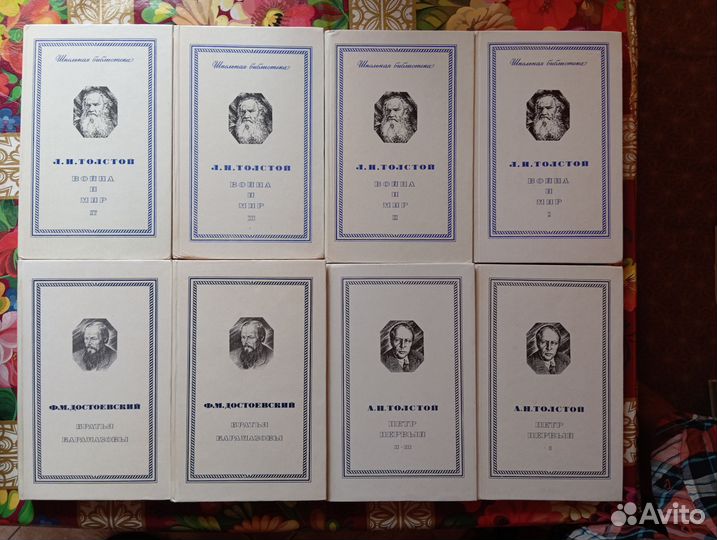 Школьная библиотека
Л.Н.ТОЛСТОЙ
ВОЙНА
И
МИР
IV
Школьная библиотека
Л.Н.ТОЛСТОЙ
ВОЙНА
И
МИР
III
Школьная библиотека
Л.Н.ТОЛСТОЙ
ВОЙНА
И
МИР
II
Школьная библиотека
Л.Н.ТОЛСТОЙ
ВОЙНА
И
МИР
I
Ф.М.ДОСТОЕВСКИЙ
БРАТЬЯ
КАРАМАЗОВЫ
Ф.М.ДОСТОЕВСКИЙ
БРАТЬЯ
КАРАМАЗОВЫ
А.Н.ТОЛСТОЙ
ПЕТР
ПЕРВЫЙ
II-III
А.Н.ТОЛСТОЙ
ПЕТР
ПЕРВЫЙ
I
Avito